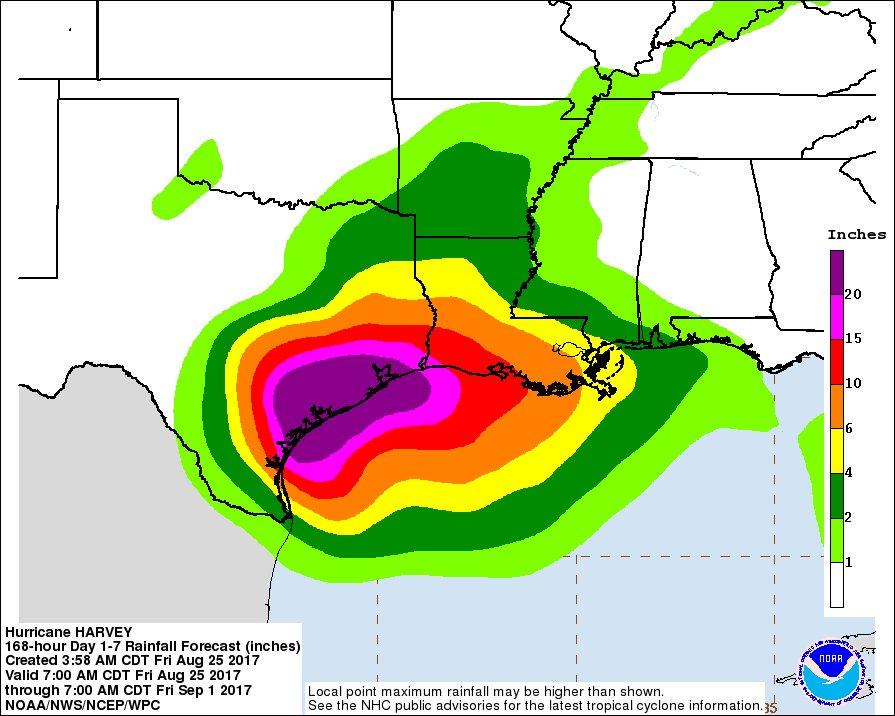 Inches
20
15
10
6
4
2
1
Hurricane HARVEY
168-hour Day 1-7 Rainfall Forecast (inches)
Created 3:58 AM CDT Fri Aug 25 2017
Valid 7:00 AM CDT Fri Aug 25 2017
through 7:00 AM CDT Fri Sep 1 2017
NOAA/NWS/NCEP/WPC
Local point maximum rainfall may be higher than shown.
See the NHC public advisories for the latest tropical cyclone information.
85
NOAA